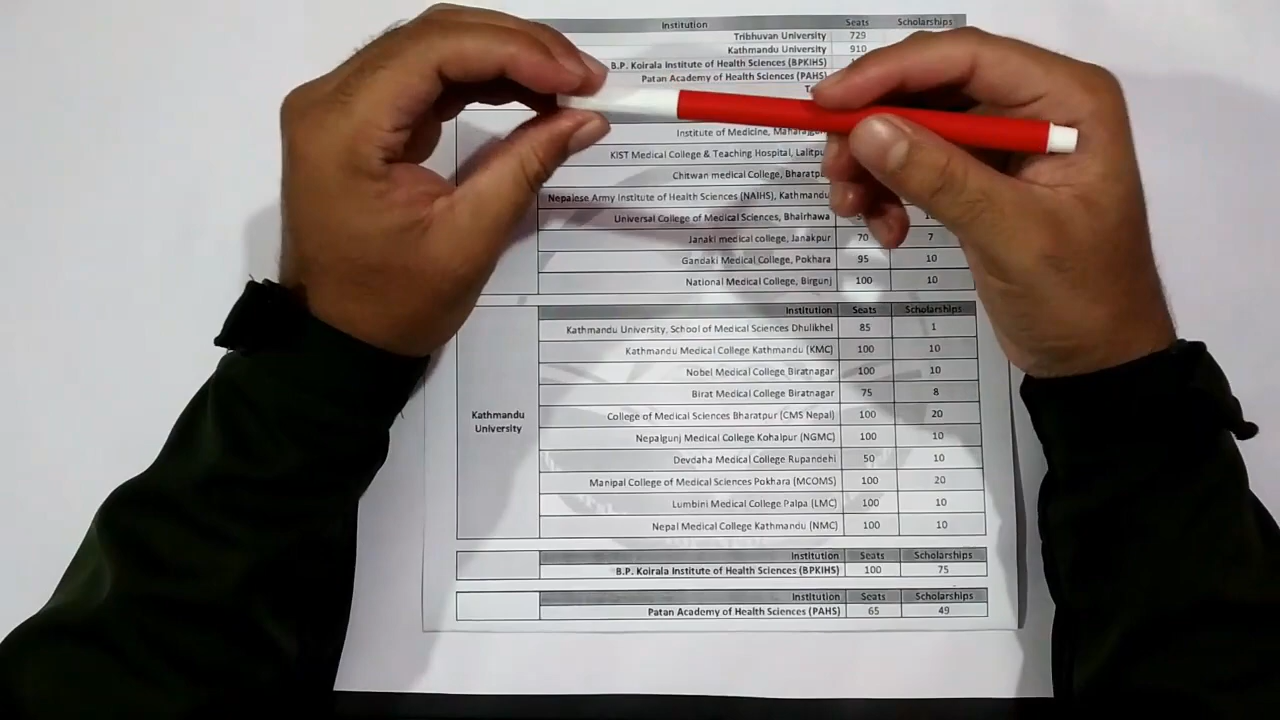 Institution Seats Scholarships
Tribhuvan University 729
Kathmandu University 910
B.P. Koirala Institute of Health Sciences (BPKIHS)
Patan Academy of Health Sciences (PAHS)
Institute of Medicine,
KIST Medical College & Teaching Hospital,
Chitwan medical College,
Nepalese Army Institute of Health Sciences (NAIHS), Kathmandu
Universal College of Medical Sciences, Bhairhawa
Janaki medical college, Janakpur 70 7
Gandaki Medical College, Pokhara 95 10
National Medical College, Birgunj 100 10
Institution Seats Scholarships
Kathmandu University
Kathmandu University, School of Medical Sciences Dhulikhel 85 1
Kathmandu Medical College Kathmandu (KMC) 100 10
Nobel Medical College Biratnagar 100 10
Birat Medical College Biratnagar 75 8
College of Medical Sciences Bharatpur (CMS Nepal) 100 20
Nepalgunj Medical College Kohalpur (NGMC) 100 10
Devdaha Medical College Rupandehi 50 10
Manipal College of Medical Sciences Pokhara (MCOMS) 100 20
Lumbini Medical College Palpa (LMC) 100 10
Nepal Medical College Kathmandu (NMC) 100 10
Institution Seats Scholarships
B.P. Koirala Institute of Health Sciences (BPKIHS) 100 75
Institution Seats Scholarships
Patan Academy of Health Sciences (PAHS) 65 49